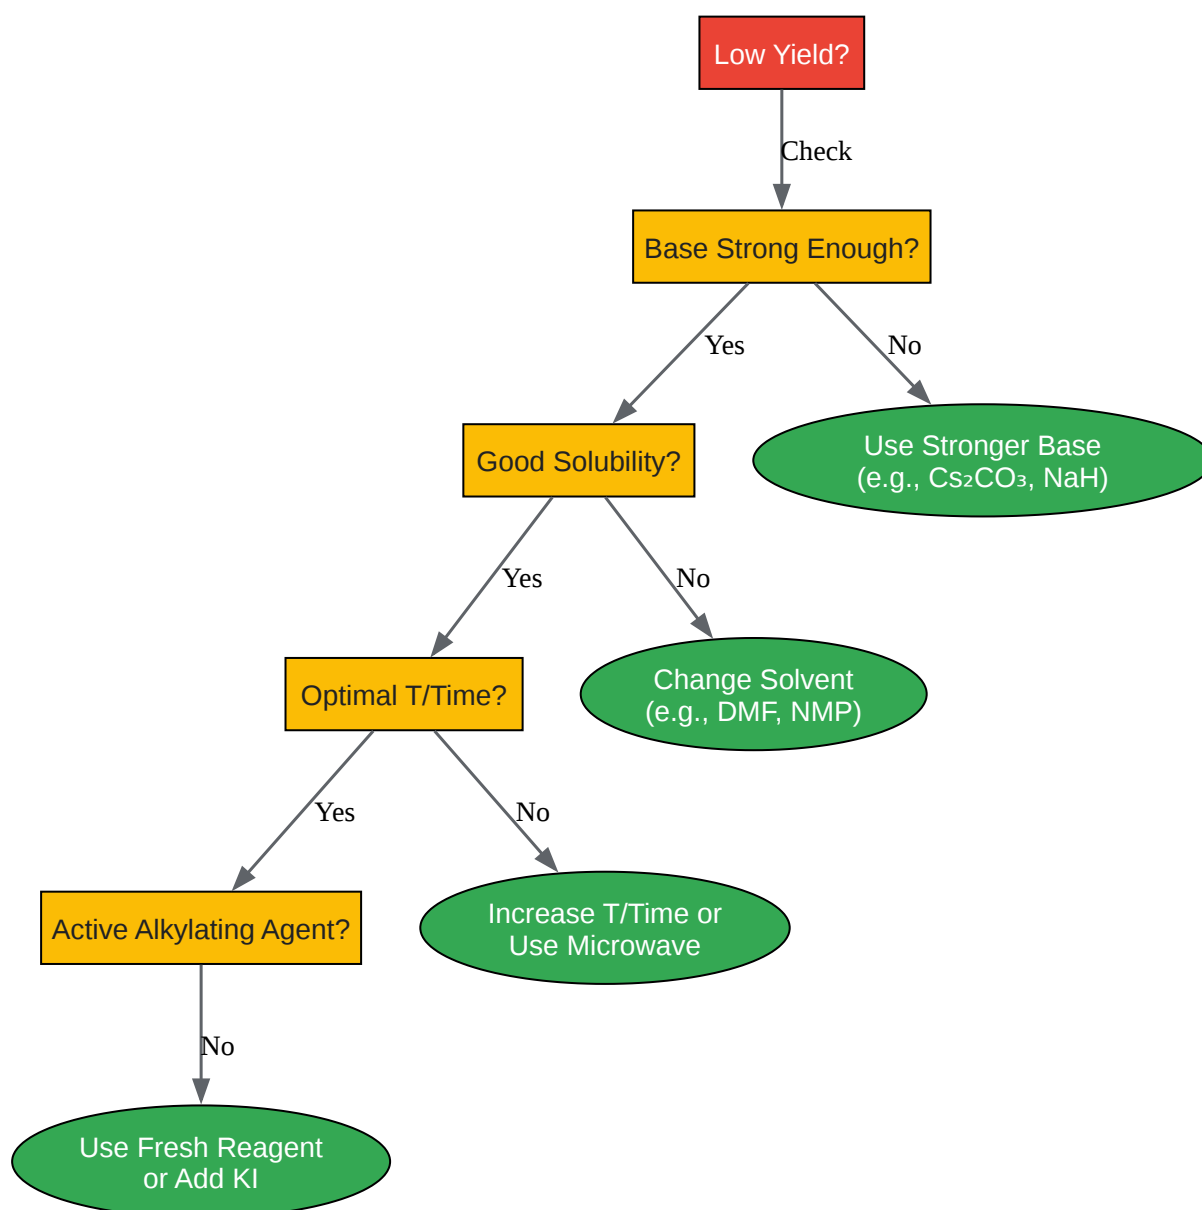 Low Yield?
Check
Base Strong Enough?
Yes
No
Good Solubility?
Use Stronger Base
(e.g., Cs₂CO₃, NaH)
Yes
No
Optimal T/Time?
Change Solvent
(e.g., DMF, NMP)
Yes
No
Active Alkylating Agent?
Increase T/Time or
Use Microwave
No
Use Fresh Reagent
or Add KI